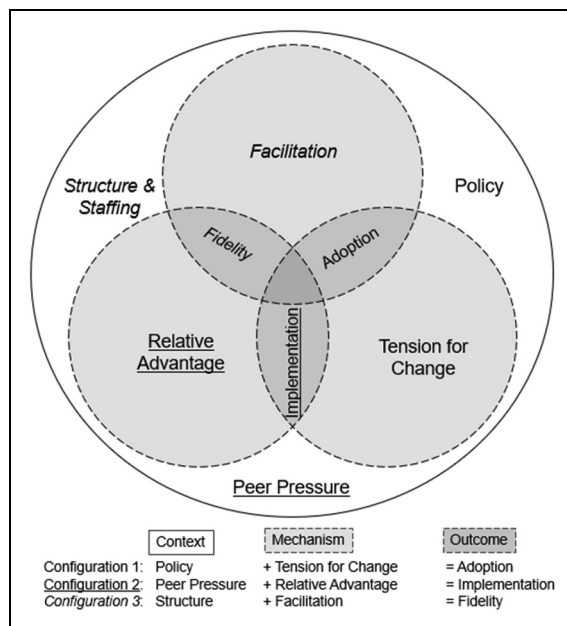 Facilitation
Structure &
Staffing
Policy
Fidelity
Adoption
Relative
Advantage
Implementation
Tension for
Change
Peer Pressure
Context
Mechanism
Outcome
Configuration 1: Policy + Tension for Change = Adoption
Configuration 2: Peer Pressure + Relative Advantage = Implementation
Configuration 3: Structure + Facilitation = Fidelity